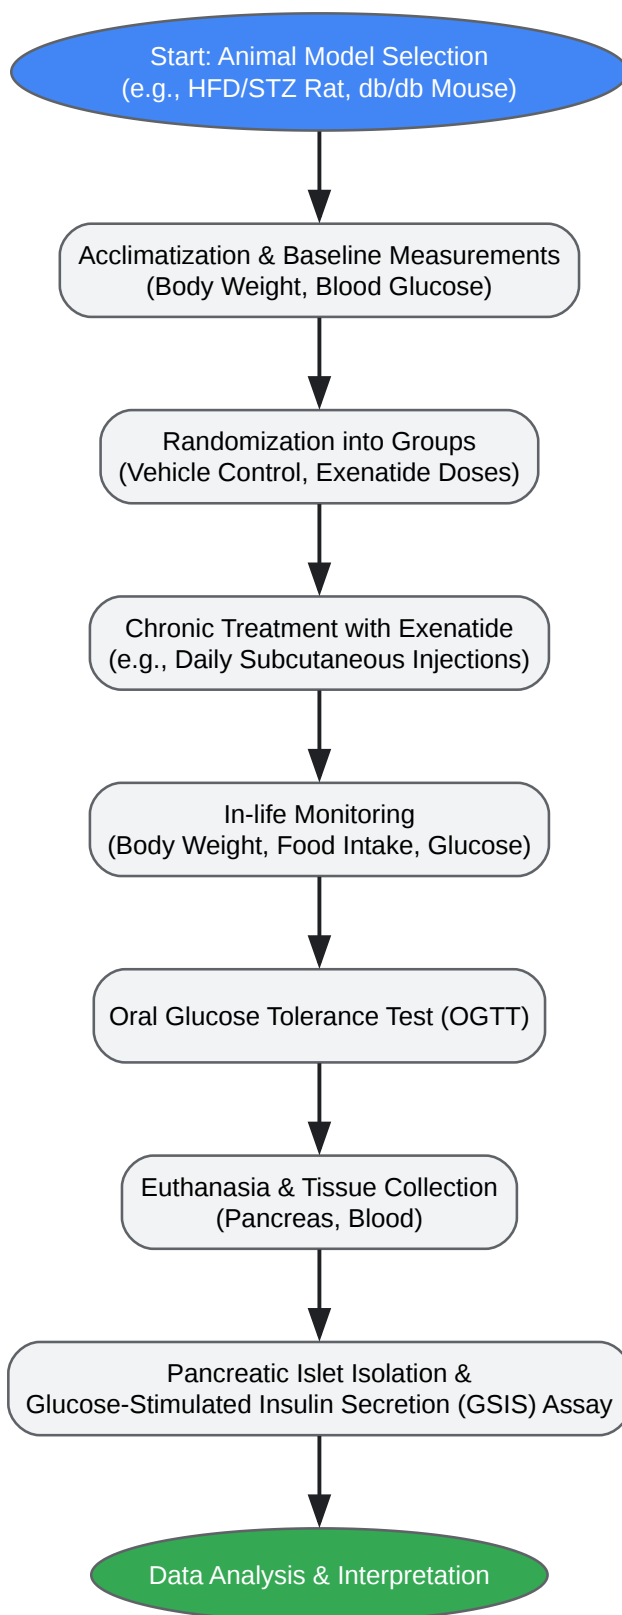 Start: Animal Model Selection
(e.g., HFD/STZ Rat, db/db Mouse)
Acclimatization & Baseline Measurements
(Body Weight, Blood Glucose)
Randomization into Groups
(Vehicle Control, Exenatide Doses)
Chronic Treatment with Exenatide
(e.g., Daily Subcutaneous Injections)
In-life Monitoring
(Body Weight, Food Intake, Glucose)
Oral Glucose Tolerance Test (OGTT)
Euthanasia & Tissue Collection
(Pancreas, Blood)
Pancreatic Islet Isolation &
Glucose-Stimulated Insulin Secretion (GSIS) Assay
Data Analysis & Interpretation